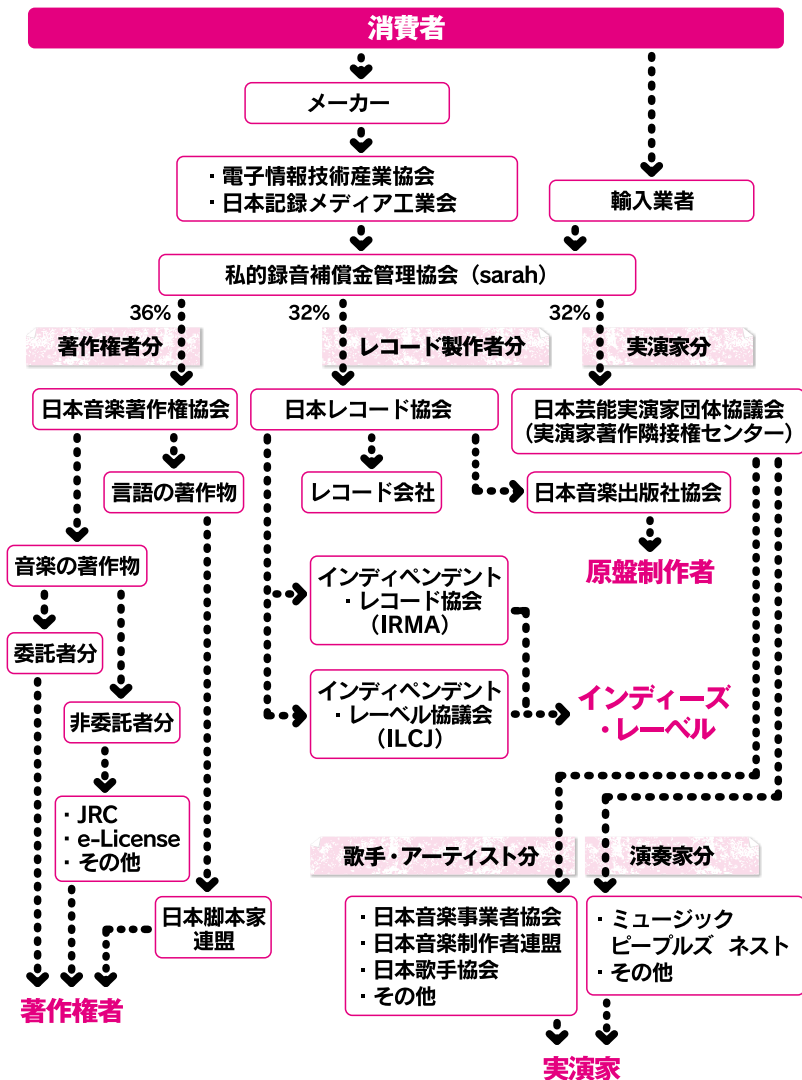 消費者
メーカー
・電子情報技術産業協会
・日本記録メディア工業会
輸入業者
私的録音補償金管理協会（sarah）
36%
32%
32%
著作権者分
レコード製作者分
実演家分
日本音楽著作権協会
日本レコード協会
日本芸能実演家団体協議会
（実演家著作隣接権センター）
言語の著作物
レコード会社
日本音楽出版社協会
音楽の著作物
インディペンデント
・レコード協会
（IRMA）
原盤制作者
委託者分
インディペンデント
・レーベル協議会
（ILCJ）
インディーズ
・レーベル
非委託者分
・JRC
・e-License
・その他
歌手・アーティスト分
演奏家分
日本脚本家
連盟
・日本音楽事業者協会
・日本音楽制作者連盟
・日本歌手協会
・その他
・ミュージック
ピープルズ ネスト
・その他
著作権者
実演家